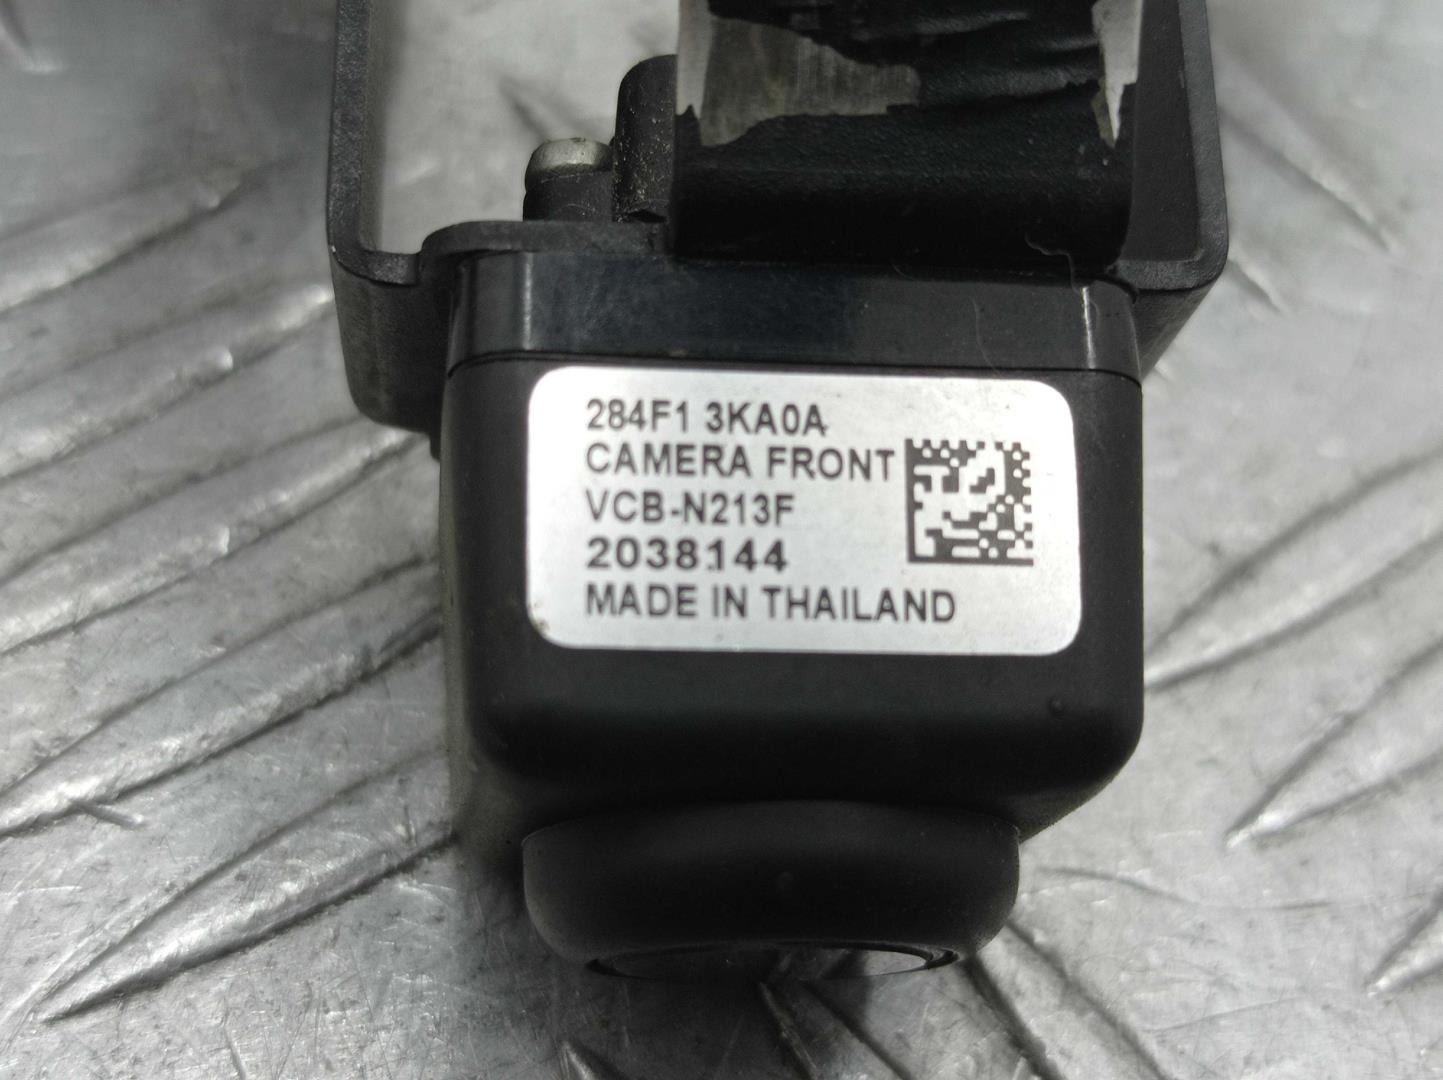 284F1 3KA0A
CAMERA FRONT
VCB-N213F
2038144
MADE IN THAILAND